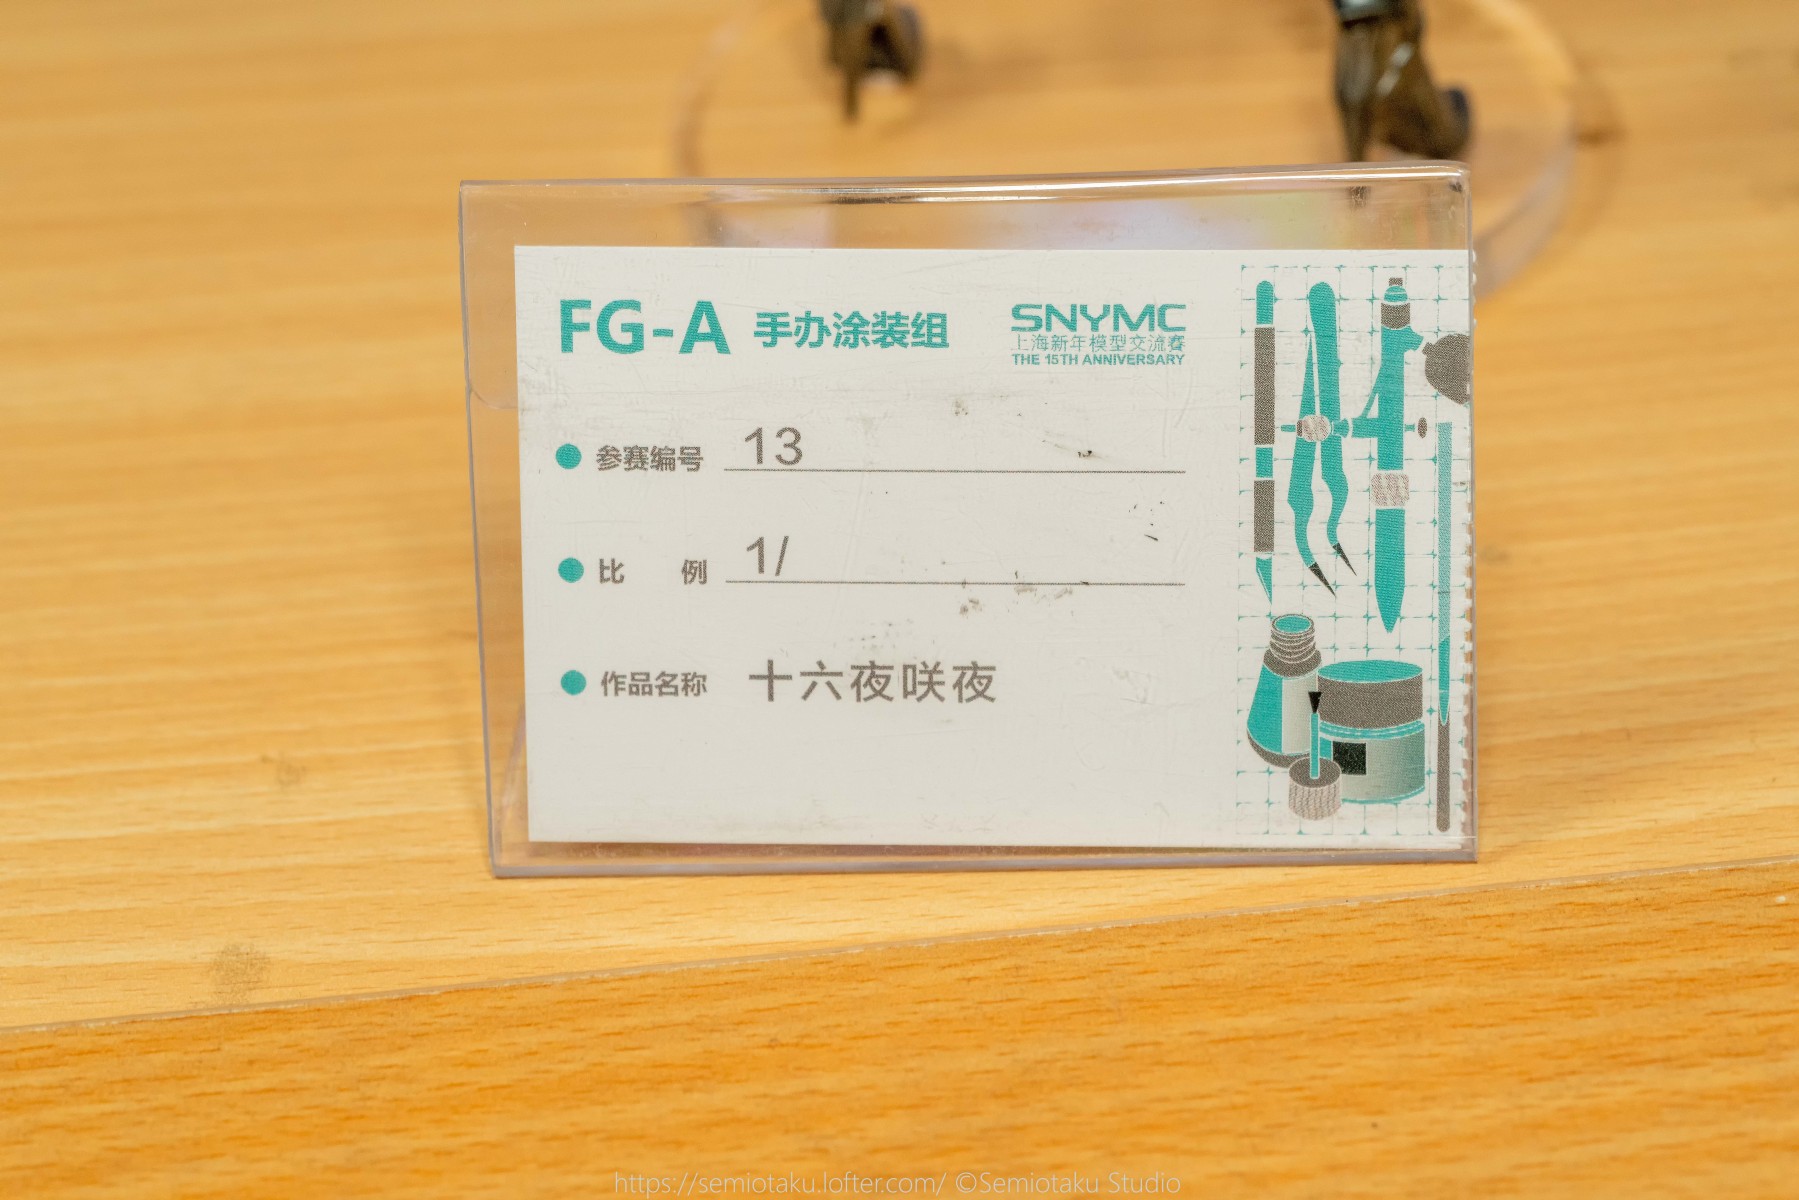 FG-A 手办涂装组
SNYMC
上海新年模型交流賽
THE 15TH ANNIVERSARY
参赛编号 13
比 例 1/
作品名称 十六夜咲夜
https://semiotaku.lofter.com/ ©Semiotaku Studio